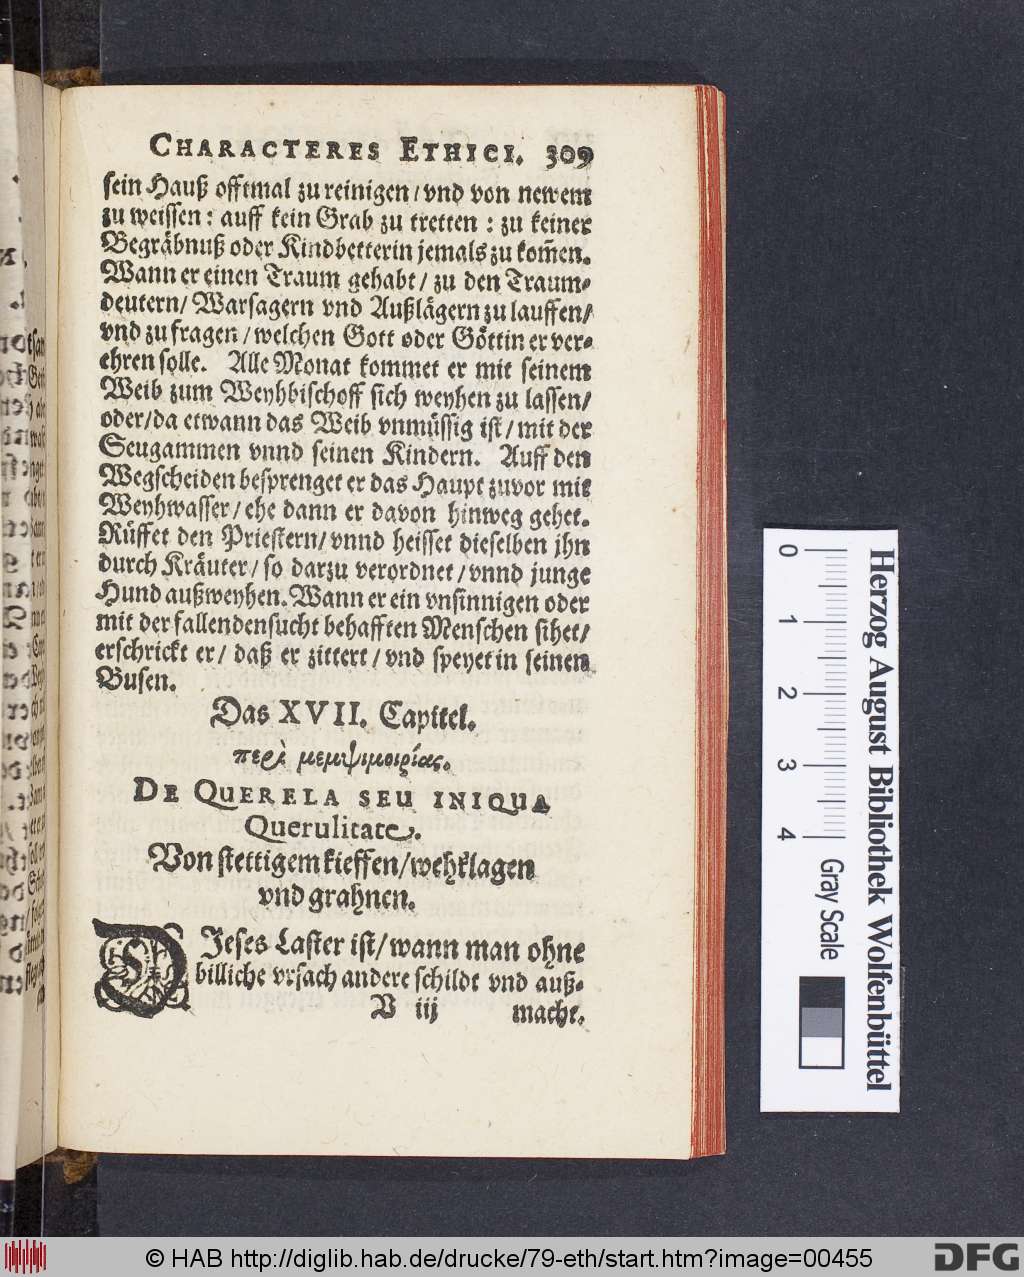 CHARACTERES ETHICI. 309
sein Hauß offtmal zu reinigen / vnd von newem
zu weissen : auff kein Grab zu tretten : zu keiner
Begräbnuß oder Kindbetterin jemals zu kom̄en.
Wann er einen Traum gehabt / zu den Traum-
deutern / Warsagern vnd Außlägern zu lauffen /
vnd zu fragen / welchen Gott oder Göttin er ver-
ehren solle. Alle Monat kommet er mit seinem
Weib zum Weyhbischoff sich weyhen zu lassen /
oder / da etwann das Weib vnmüssig ist / mit der
Seugammen vnnd seinen Kindern. Auff den
Wegscheiden besprenget er das Haupt zuvor mit
Weyhwasser / ehe dann er davon hinweg gehet.
Rüffet den Priestern / vnnd heisset dieselben jhn
durch Kräuter / so darzu verordnet / vnnd junge
Hund außweyhen. Wann er ein vnsinnigen oder
mit der fallendensucht behafften Menschen sihet /
erschrickt er / daß er zittert / vnd speyet in seinen
Busen.
Das XVII. Capitel.
περὶ μεμψιμοιρίας.
DE QUERELA SEU INIQUA
Querulitate.
Von stettigem kieffen / wehklagen
vnd grahnen.
DJeses Laster ist / wann man ohne
billiche vrsach andere schildt vnd auß-
V iij macht.
0 1 2 3 4
Gray Scale
Herzog August Bibliothek Wolfenbüttel
© HAB http://diglib.hab.de/drucke/79-eth/start.htm?image=00455
DFG